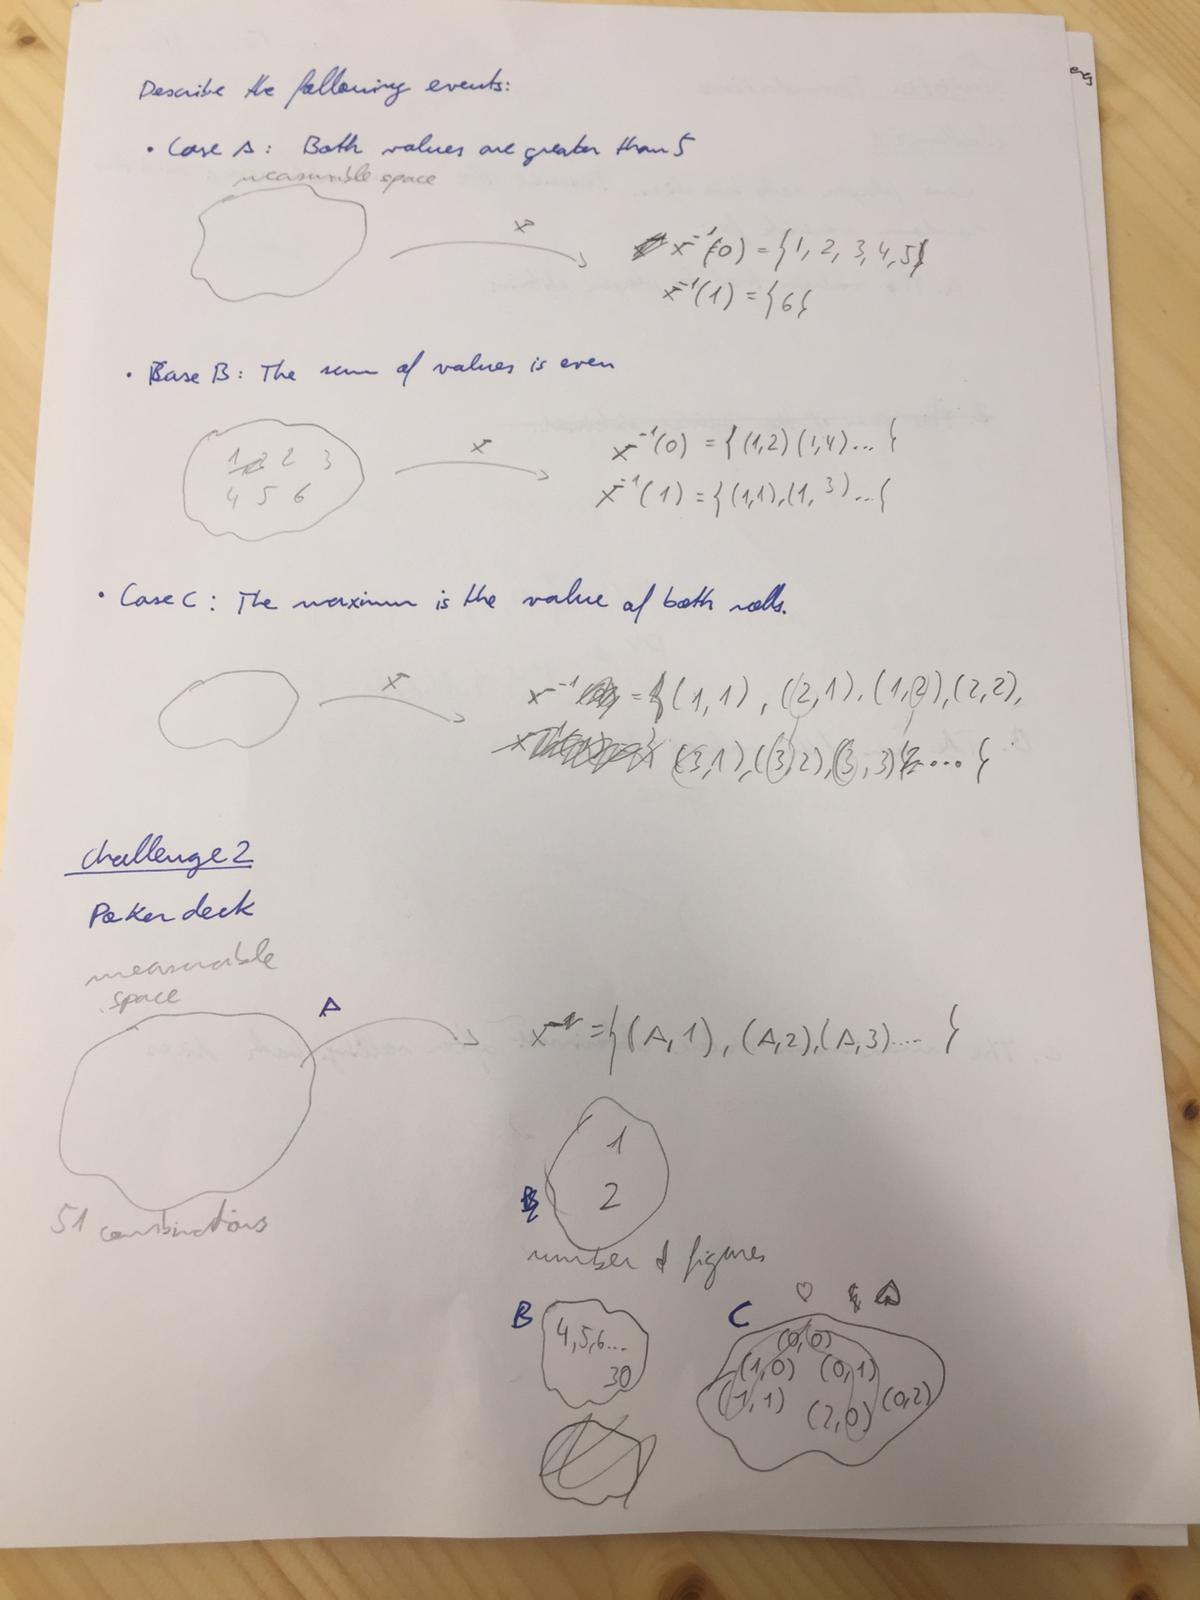 Describe the following events:
• Case A: Both values are greater than 5
measurable space
X
X⁻¹(0) = {1, 2, 3, 4, 5}
X⁻¹(1) = {6}
• Case B: The sum of values is even
1 2 3
4 5 6
X
X⁻¹(0) = {(1,2) (1,4)... }
X⁻¹(1) = {(1,1),(1,3)...}
• Case C: The maximum is the value of both rolls.
X
X⁻¹ = {(1,1), (2,1), (1,2), (2,2),
(3,1), (3,2), (3,3) ... }
Challenge 2
Poker deck
measurable
space
A
X⁻¹ = {(A,1), (A,2), (A,3).... }
51 combinations
1
2
number of figures
B
4,5,6...
30
C
♡ ♠
(0,0)
(1,0) (0,1)
(1,1) (2,0) (0,2)